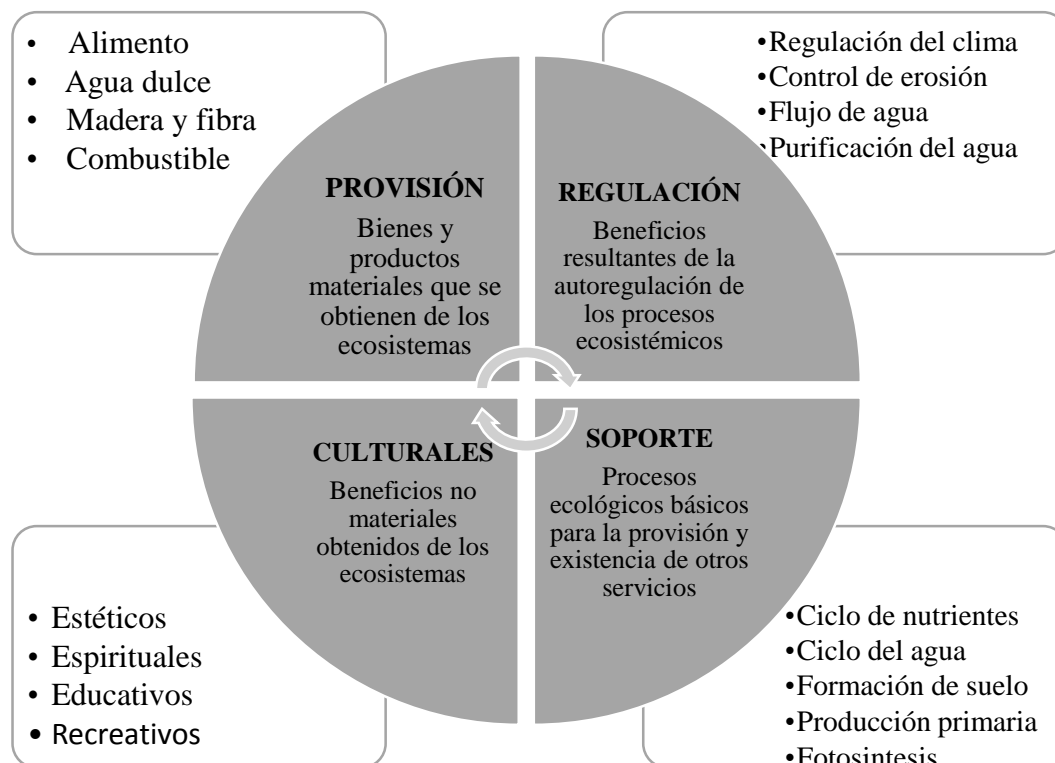 • Alimento
• Agua dulce
• Madera y fibra
• Combustible
PROVISIÓN
Bienes y
productos
materiales que se
obtienen de los
ecosistemas
•Regulación del clima
•Control de erosión
•Flujo de agua
•Purificación del agua
REGULACIÓN
Beneficios
resultantes de la
autoregulación de
los procesos
ecosistémicos
CULTURALES
Beneficios no
materiales
obtenidos de los
ecosistemas
• Estéticos
• Espirituales
• Educativos
• Recreativos
SOPORTE
Procesos
ecológicos básicos
para la provisión y
existencia de otros
servicios
•Ciclo de nutrientes
•Ciclo del agua
•Formación de suelo
•Producción primaria
•Fotosintesis